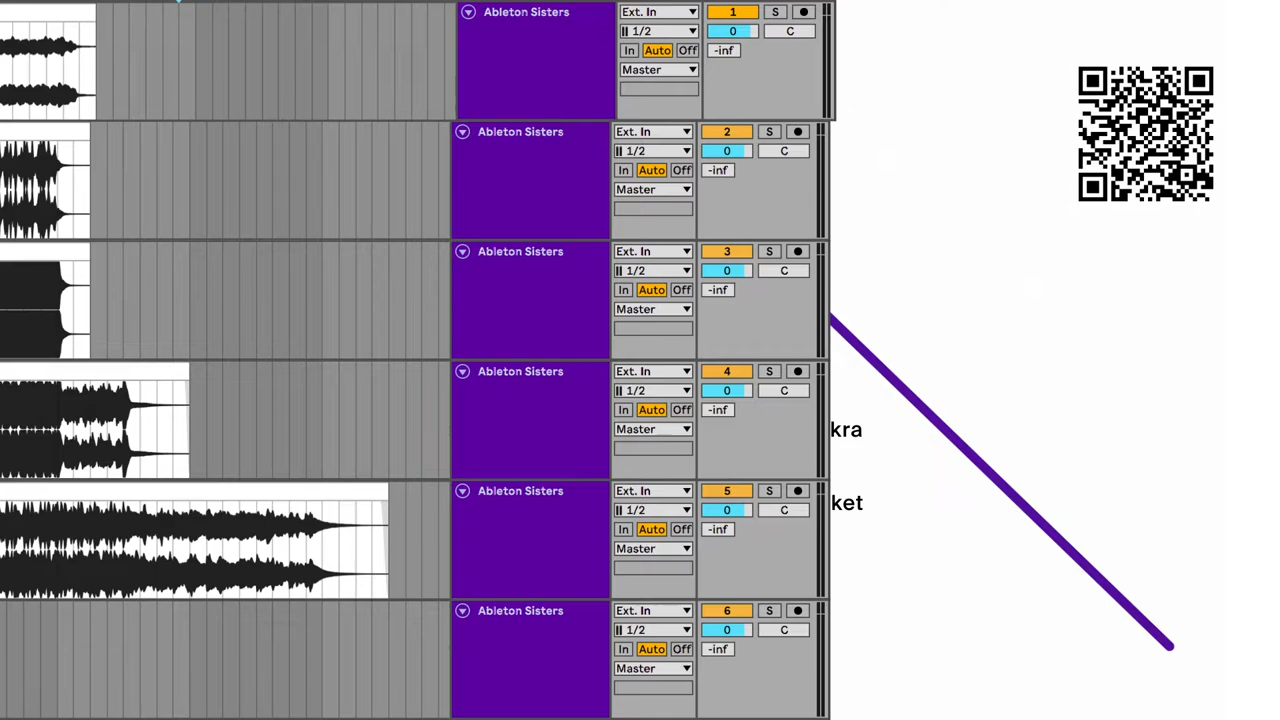 Ableton Sisters Ext. In 1 S
1/2 0 C
In Auto Off -inf
Master
Ableton Sisters Ext. In 2 S
1/2 0 C
In Auto Off -inf
Master
Ableton Sisters Ext. In 3 S
1/2 0 C
In Auto Off -inf
Master
Ableton Sisters Ext. In 4 S
1/2 0 C
In Auto Off -inf
Master
kra
Ableton Sisters Ext. In 5 S
ket
1/2 0 C
In Auto Off -inf
Master
Ableton Sisters Ext. In 6 S
1/2 0 C
In Auto Off -inf
Master